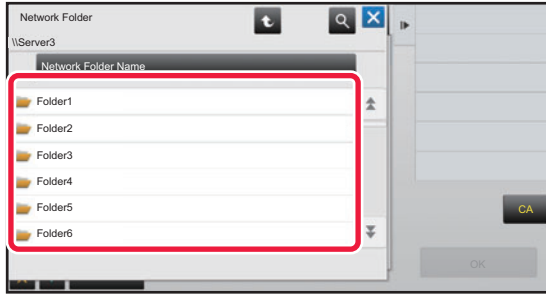 Network Folder
\\Server3
Network Folder Name
Folder1
Folder2
Folder3
Folder4
Folder5
Folder6
CA
OK